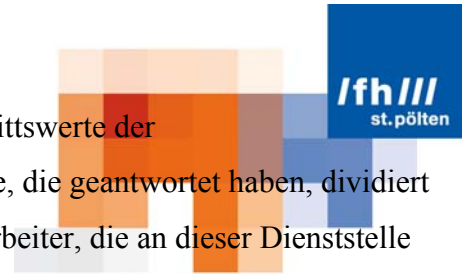 /fh///
st.pölten
ittswerte der
e, die geantwortet haben, dividiert
rbeiter, die an dieser Dienststelle